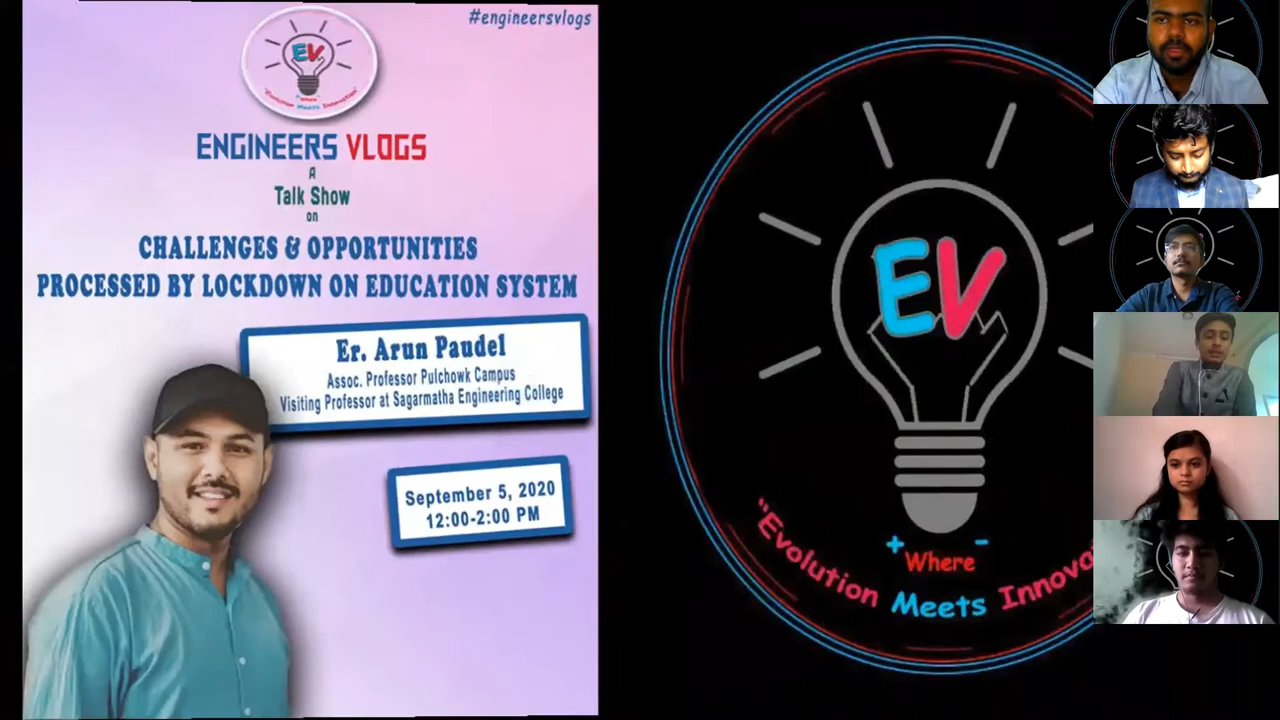 #engineersvlogs
EV
"Evolution Where Meets Innovation"
ENGINEERS VLOGS
A
Talk Show
on
CHALLENGES & OPPORTUNITIES
PROCESSED BY LOCKDOWN ON EDUCATION SYSTEM
Er. Arun Paudel
Assoc. Professor Pulchowk Campus
Visiting Professor at Sagarmatha Engineering College
September 5, 2020
12:00-2:00 PM
EV
+ Where -
"Evolution Meets Innova